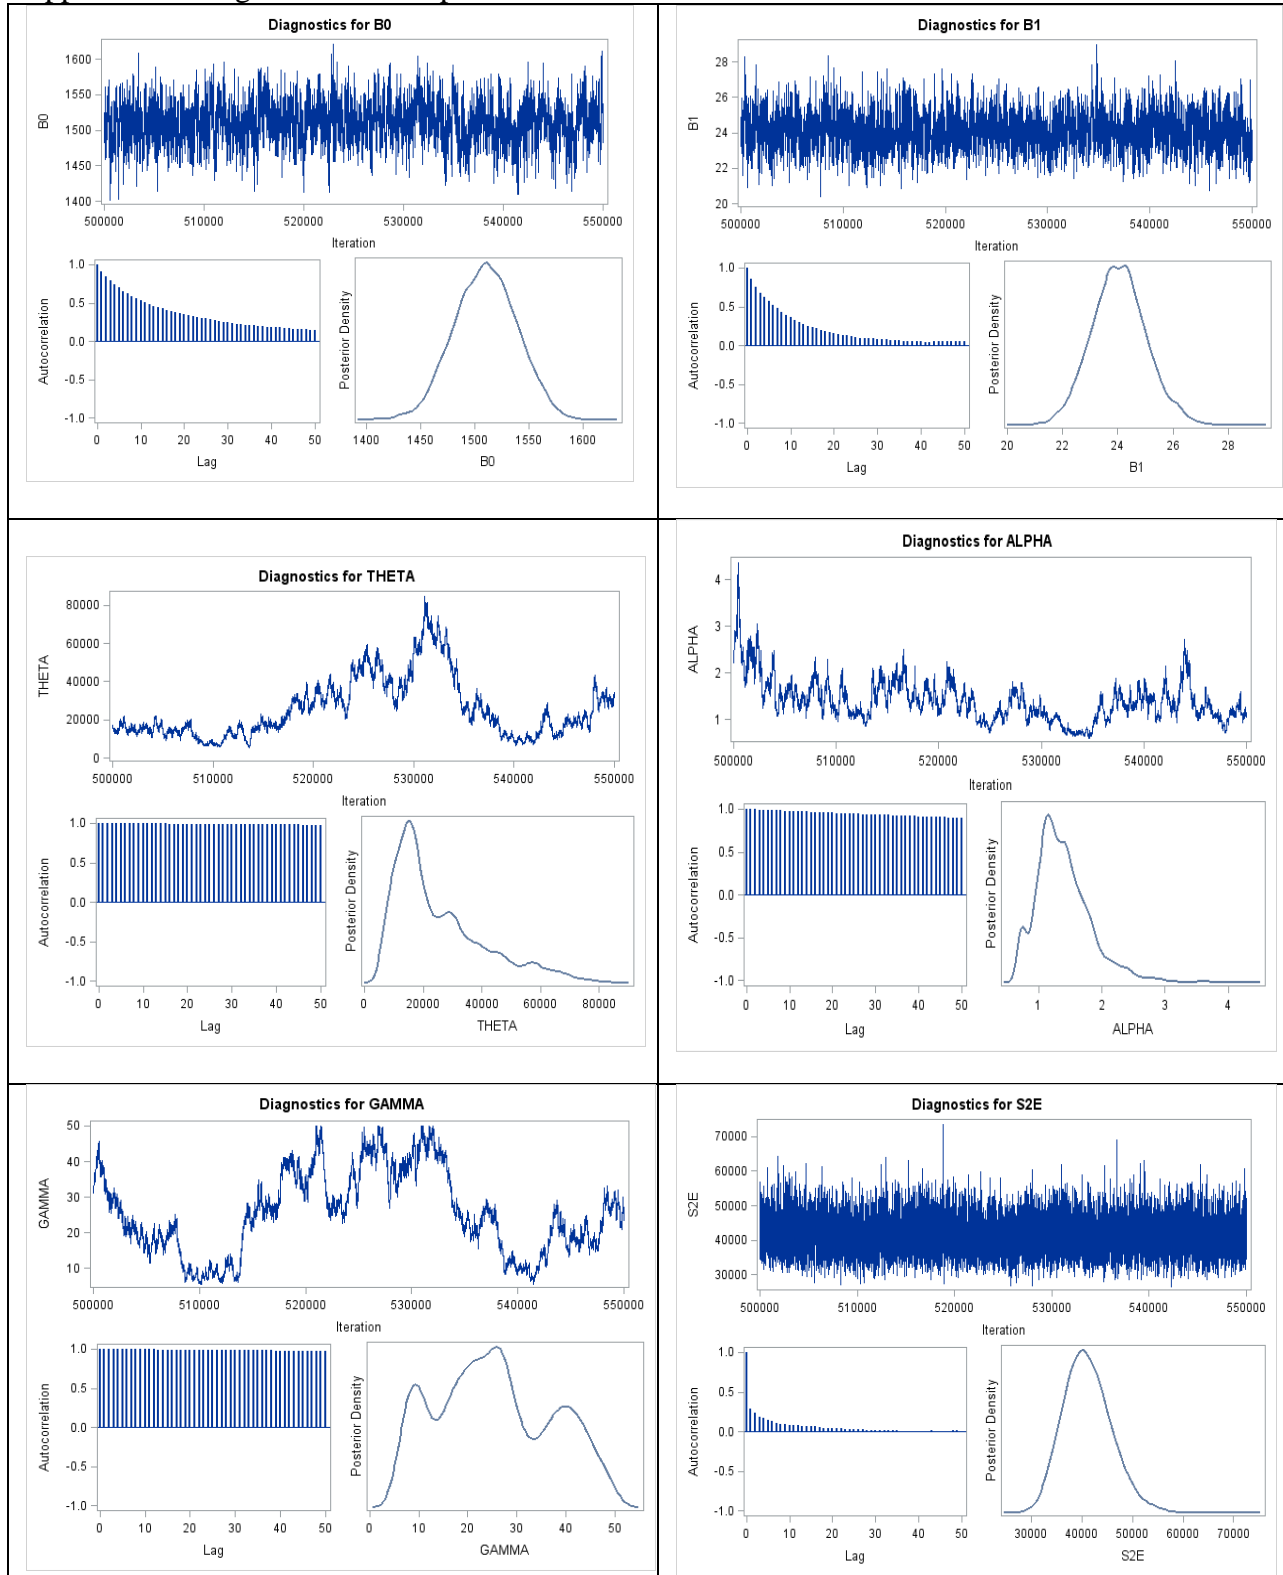 Diagnostics for B0
B0
1600
1550
1500
1450
1400
500000 510000 520000 530000 540000 550000
Iteration
Autocorrelation
1.0
0.5
0.0
-0.5
-1.0
0 10 20 30 40 50
Lag
Posterior Density
1400 1450 1500 1550 1600
B0
Diagnostics for B1
B1
28
26
24
22
20
500000 510000 520000 530000 540000 550000
Iteration
Autocorrelation
1.0
0.5
0.0
-0.5
-1.0
0 10 20 30 40 50
Lag
Posterior Density
20 22 24 26 28
B1
Diagnostics for THETA
THETA
80000
60000
40000
20000
0
500000 510000 520000 530000 540000 550000
Iteration
Autocorrelation
1.0
0.5
0.0
-0.5
-1.0
0 10 20 30 40 50
Lag
Posterior Density
0 20000 40000 60000 80000
THETA
Diagnostics for ALPHA
ALPHA
4
3
2
1
500000 510000 520000 530000 540000 550000
Iteration
Autocorrelation
1.0
0.5
0.0
-0.5
-1.0
0 10 20 30 40 50
Lag
Posterior Density
1 2 3 4
ALPHA
Diagnostics for GAMMA
GAMMA
50
40
30
20
10
500000 510000 520000 530000 540000 550000
Iteration
Autocorrelation
1.0
0.5
0.0
-0.5
-1.0
0 10 20 30 40 50
Lag
Posterior Density
0 10 20 30 40 50
GAMMA
Diagnostics for S2E
S2E
70000
60000
50000
40000
30000
500000 510000 520000 530000 540000 550000
Iteration
Autocorrelation
1.0
0.5
0.0
-0.5
-1.0
0 10 20 30 40 50
Lag
Posterior Density
30000 40000 50000 60000 70000
S2E